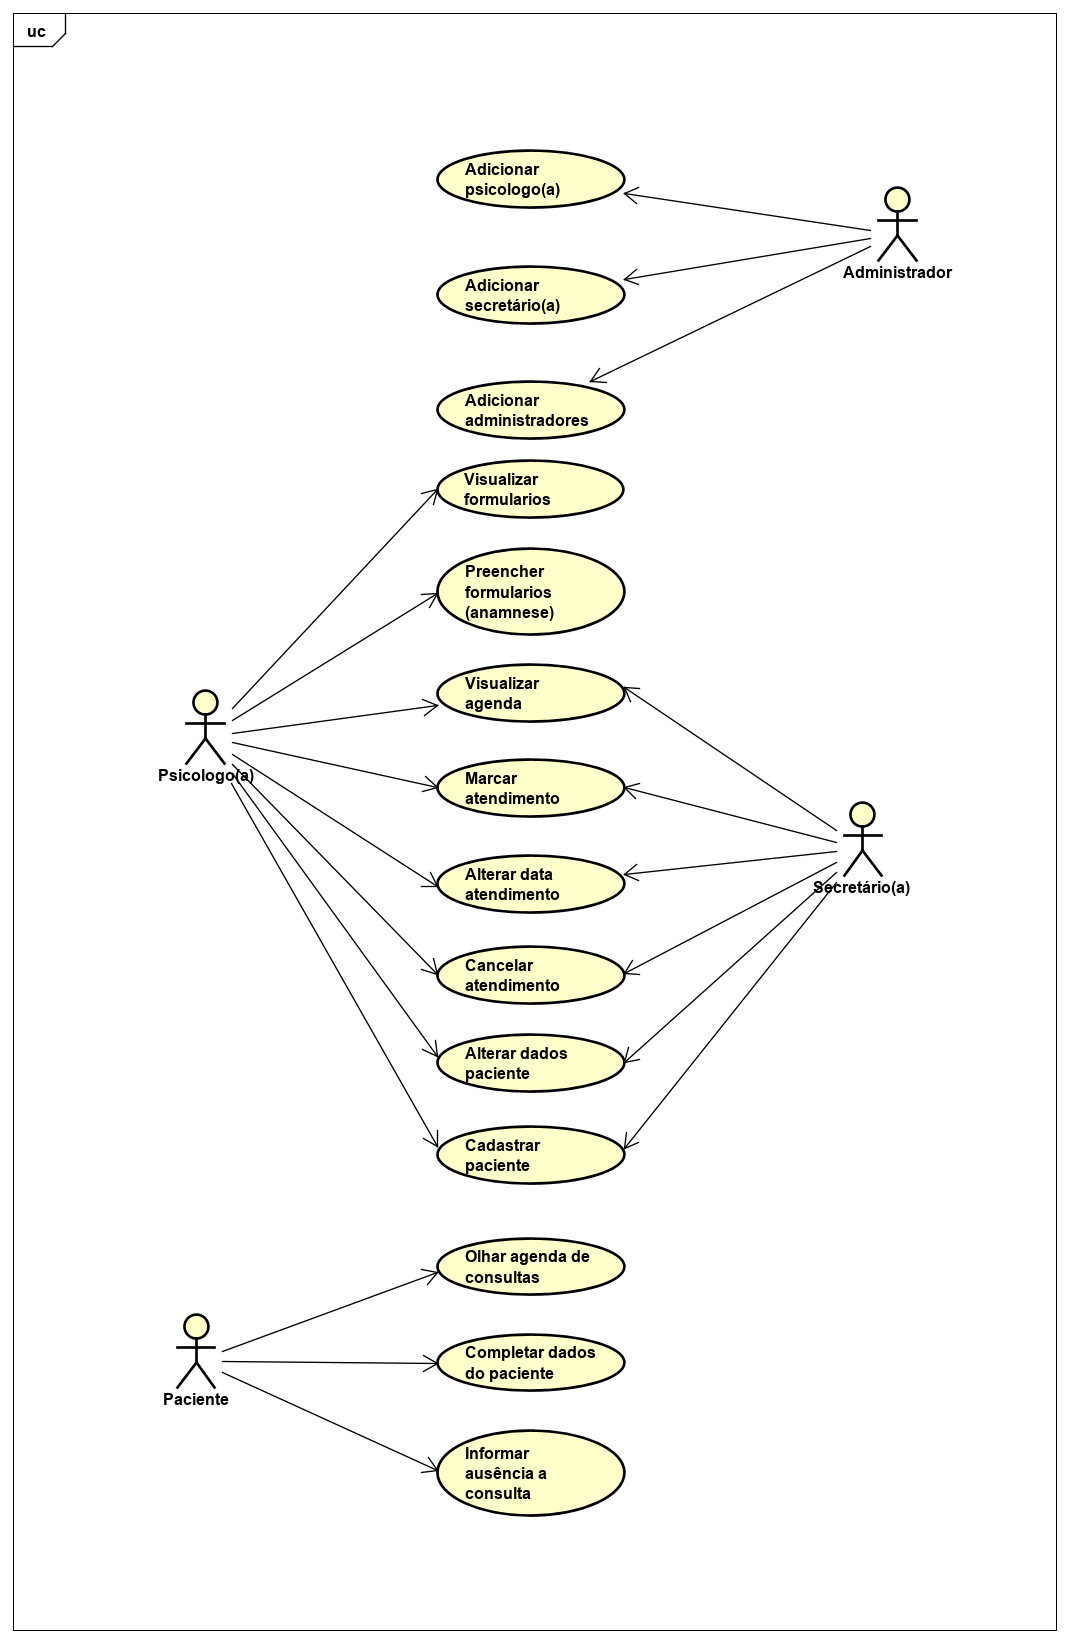 uc
Adicionar
psicologo(a)
Administrador
Adicionar
secretário(a)
Adicionar
administradores
Visualizar
formularios
Preencher
formularios
(anamnese)
Visualizar
agenda
Psicologo(a)
Marcar
atendimento
Alterar data
atendimento
Secretário(a)
Cancelar
atendimento
Alterar dados
paciente
Cadastrar
paciente
Olhar agenda de
consultas
Completar dados
do paciente
Paciente
Informar
ausência a
consulta